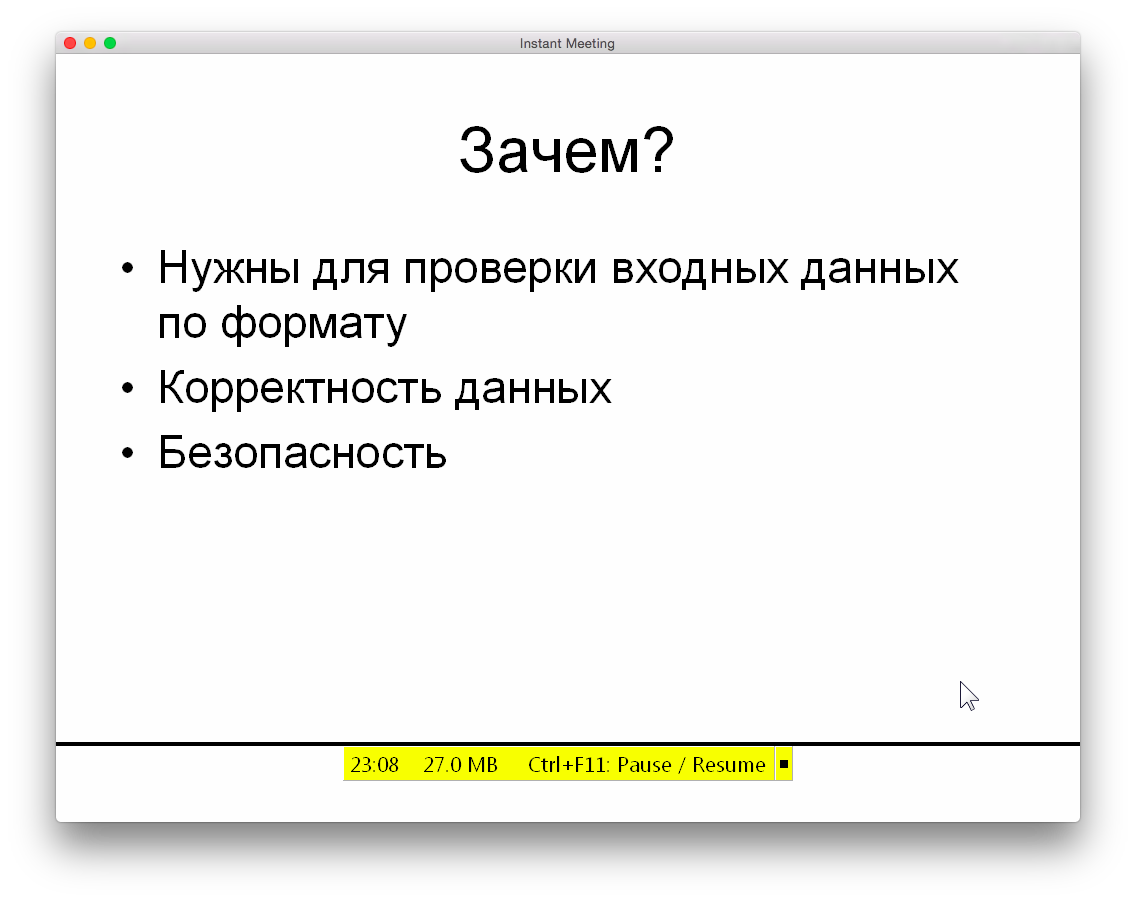 Instant Meeting
Зачем?
• Нужны для проверки входных данных
по формату
• Корректность данных
• Безопасность
23:08 27.0 MB Ctrl+F11: Pause / Resume